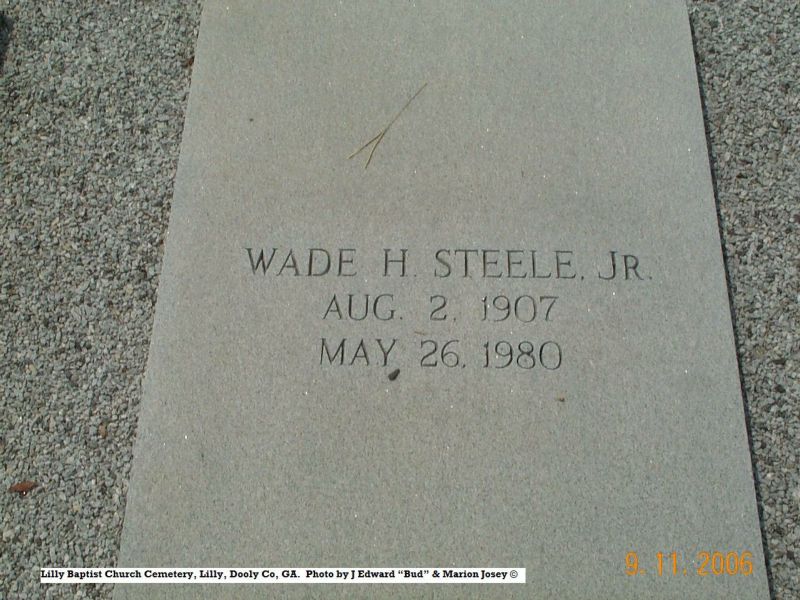 WADE H. STEELE, JR.
AUG. 2, 1907
MAY 26, 1980
9.11.2006
Lilly Baptist Church Cemetery, Lilly, Dooly Co, GA.  Photo by J Edward “Bud” & Marion Josey ©